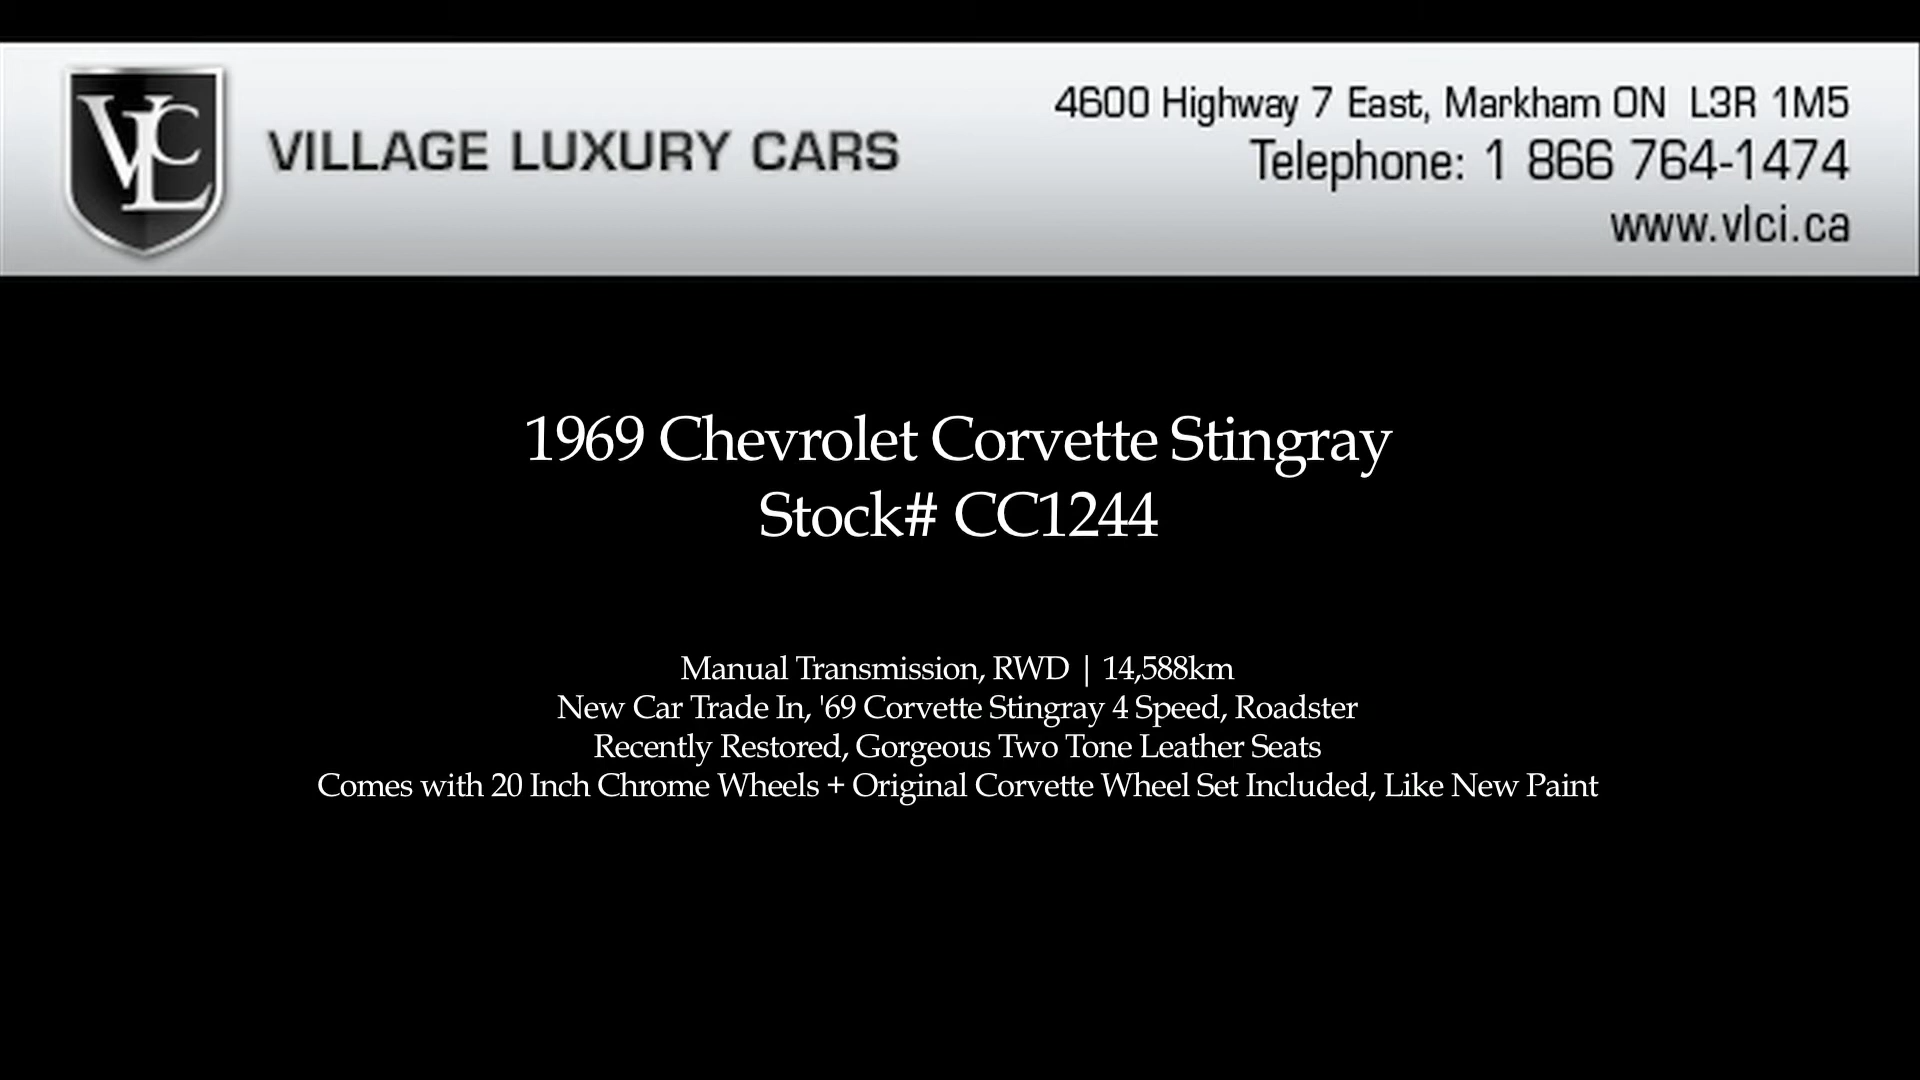 VLC
VILLAGE LUXURY CARS
4600 Highway 7 East, Markham ON L3R 1M5
Telephone: 1 866 764-1474
www.vlci.ca
1969 Chevrolet Corvette Stingray
Stock# CC1244
Manual Transmission, RWD | 14,588km
New Car Trade In, '69 Corvette Stingray 4 Speed, Roadster
Recently Restored, Gorgeous Two Tone Leather Seats
Comes with 20 Inch Chrome Wheels + Original Corvette Wheel Set Included, Like New Paint